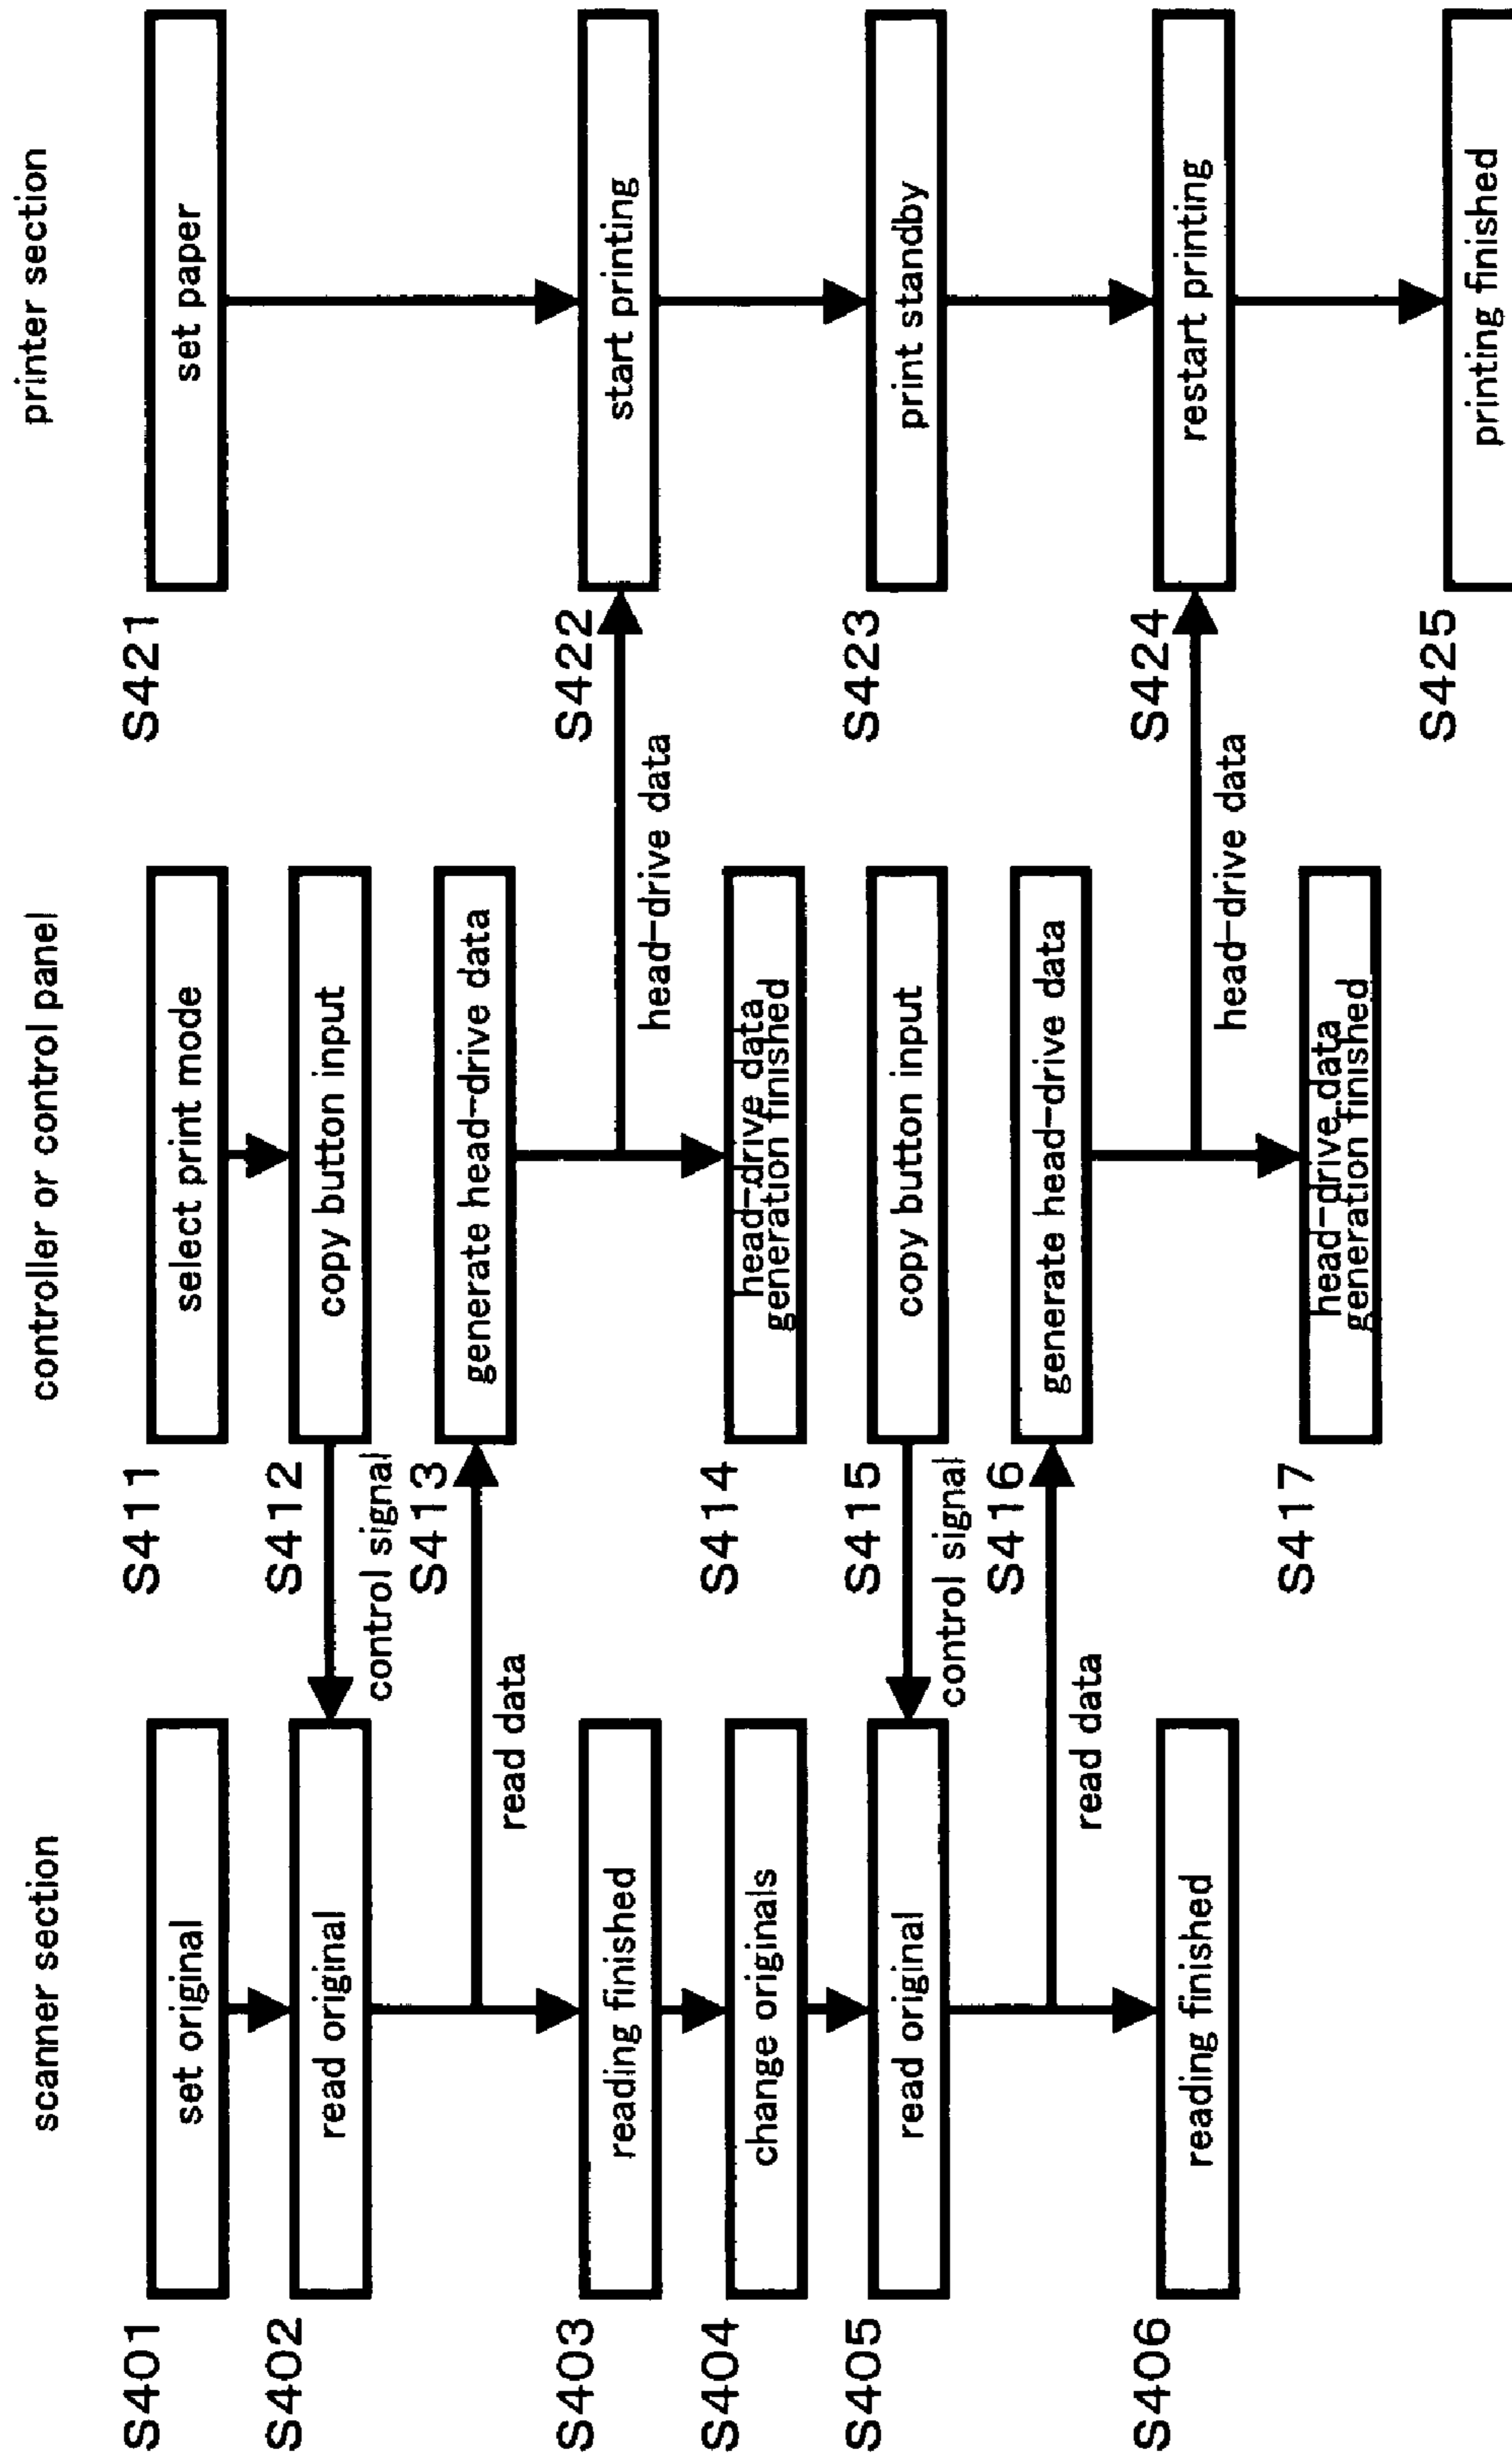 scanner section
controller or control panel
printer section
S401
set original
S411
select print mode
S421
set paper
S402
read original
S412
copy button input
control signal
S413
generate head-drive data
read data
S403
reading finished
S422
start printing
head-drive data
S404
change originals
S414
head-drive data
generation finished
S405
read original
S415
copy button input
control signal
S423
print standby
S416
generate head-drive data
read data
S406
reading finished
S424
restart printing
head-drive data
S417
head-drive data
generation finished
S425
printing finished